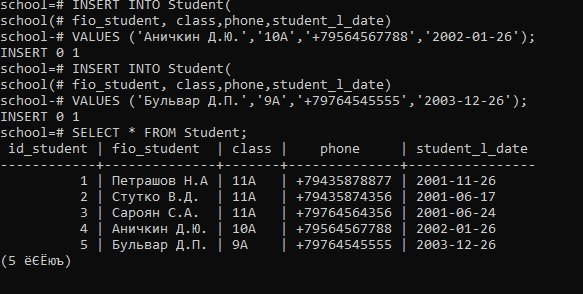 school=# INSERT INTO Student(
school(# fio_student, class,phone,student_l_date)
school-# VALUES ('Аничкин Д.Ю.','10А','+79564567788','2002-01-26');
INSERT 0 1
school=# INSERT INTO Student(
school(# fio_student, class,phone,student_l_date)
school-# VALUES ('Бульвар Д.П.','9А','+79764545555','2003-12-26');
INSERT 0 1
school=# SELECT * FROM Student;
 id_student | fio_student  | class |    phone     | student_l_date
------------+--------------+-------+--------------+----------------
          1 | Петрашов Н.А | 11А   | +79435878877 | 2001-11-26
          2 | Стутко В.Д.  | 11А   | +79435874356 | 2001-06-17
          3 | Сароян С.А.  | 11А   | +79764564356 | 2001-06-24
          4 | Аничкин Д.Ю. | 10А   | +79564567788 | 2002-01-26
          5 | Бульвар Д.П. | 9А    | +79764545555 | 2003-12-26
(5 ёЄЁюъ)